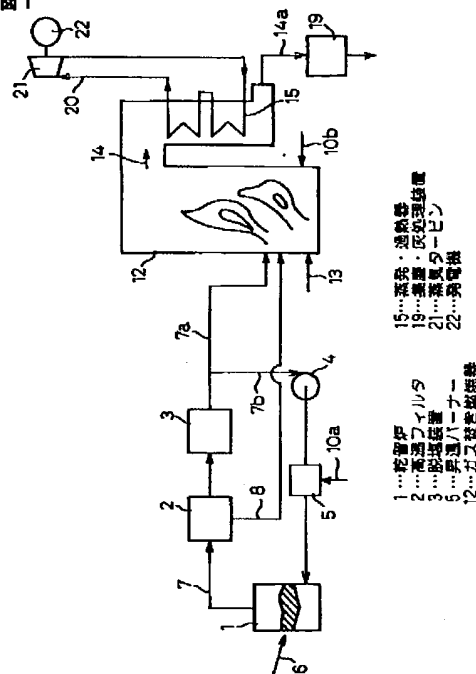 図1
22
21
20
19
14a
14
15
10b
12
13
7a
7b
4
3
2
8
10a
5
7
1
6
1…乾留炉
2…高温フィルタ
3…脱塩装置
5…昇温バーナー
12…ガス焚き燃焼器
15…蒸発・過熱器
19…集塵・灰処理装置
21…蒸気タービン
22…発電機